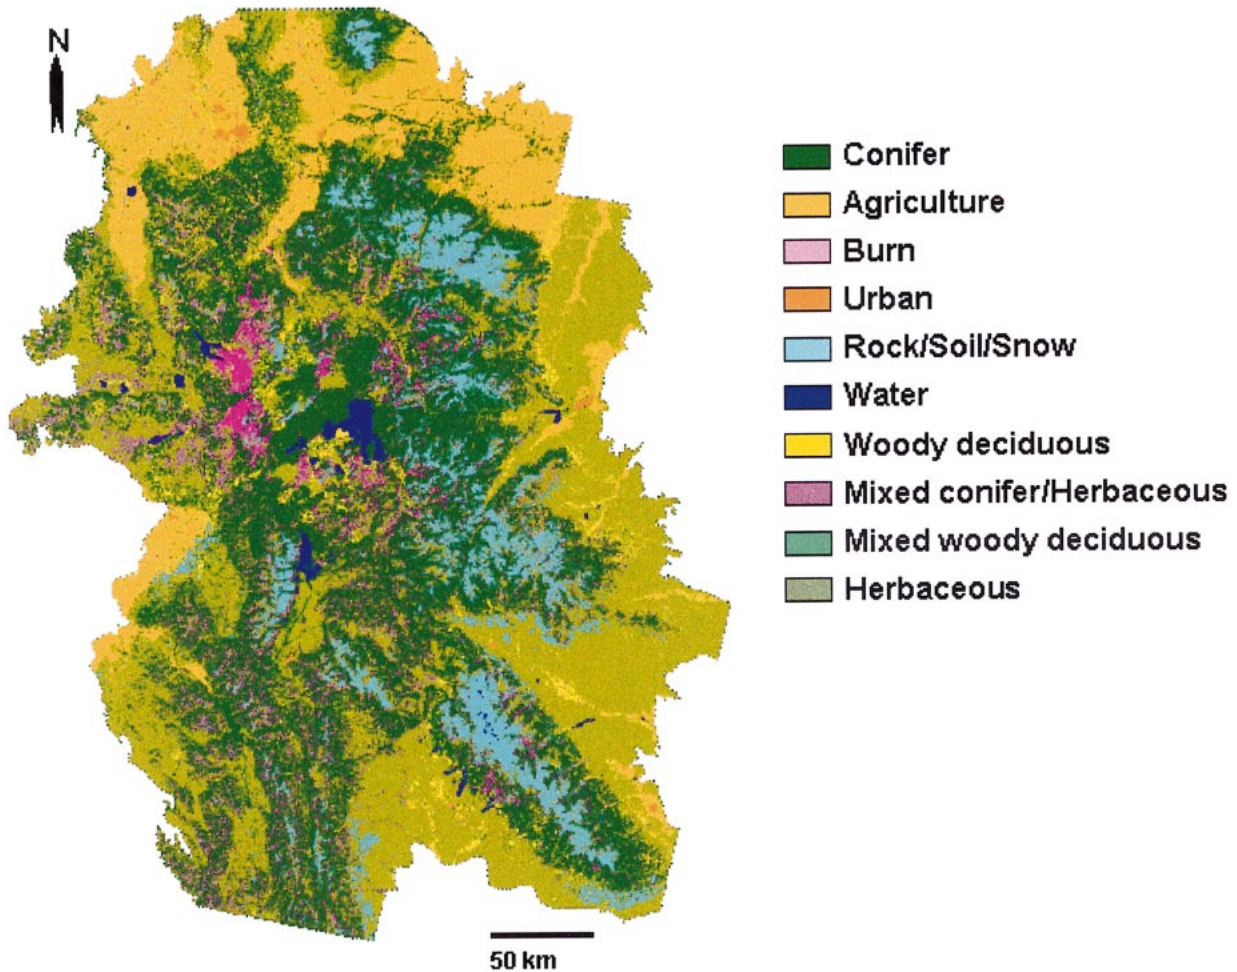 N
Conifer
Agriculture
Burn
Urban
Rock/Soil/Snow
Water
Woody deciduous
Mixed conifer/Herbaceous
Mixed woody deciduous
Herbaceous
50 km